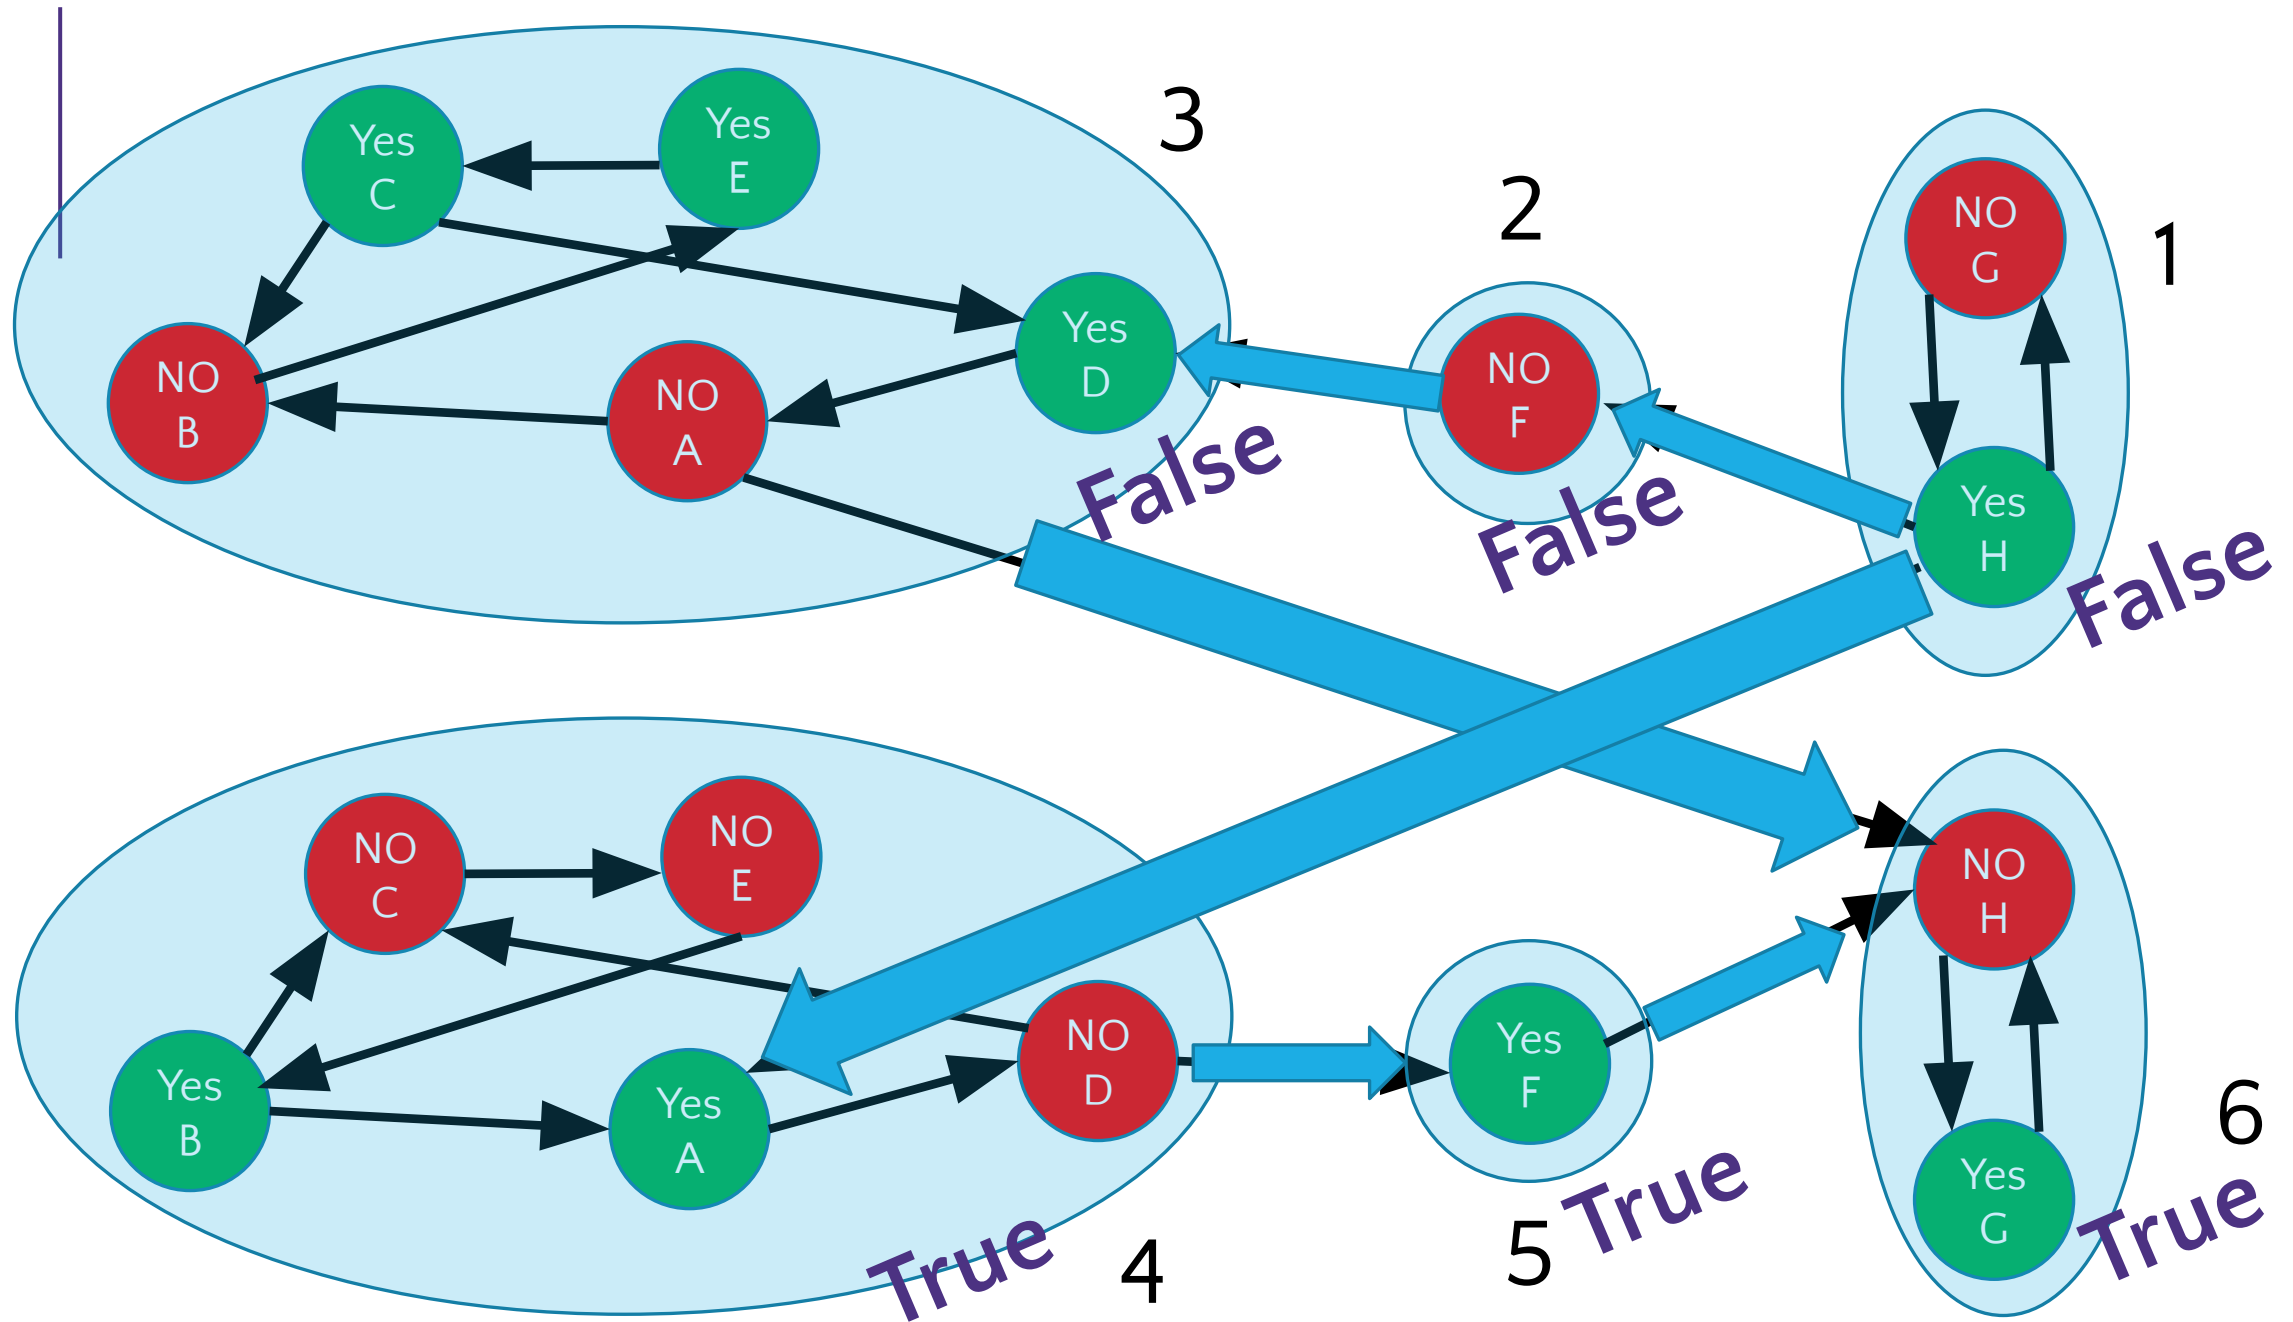 3
Yes
C
Yes
E
2
NO
G
1
Yes
D
NO
F
NO
B
NO
A
False
False
Yes
H
False
NO
C
NO
E
NO
H
Yes
B
Yes
A
NO
D
Yes
F
6
Yes
G
True
4
5
True
True